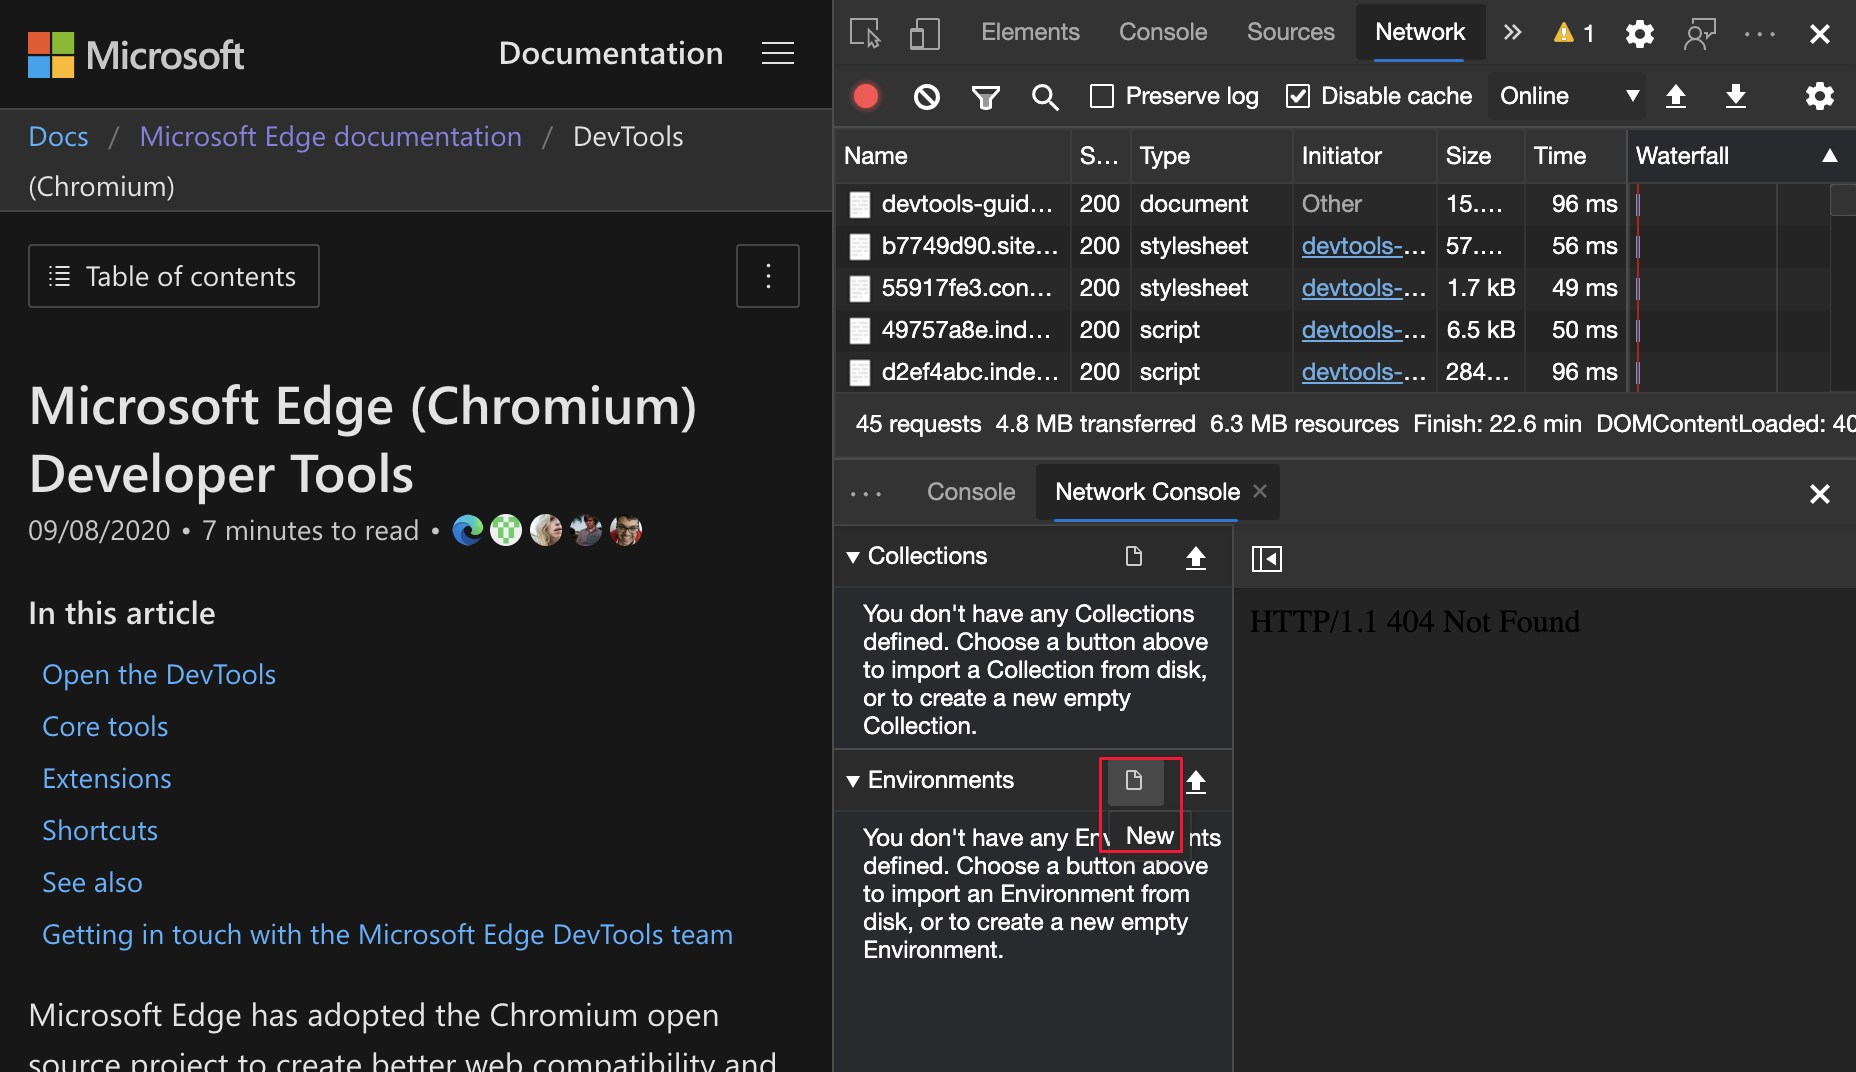 Microsoft
Documentation
Docs / Microsoft Edge documentation / DevTools
(Chromium)
Table of contents
Microsoft Edge (Chromium)
Developer Tools
09/08/2020 • 7 minutes to read •
In this article
Open the DevTools
Core tools
Extensions
Shortcuts
See also
Getting in touch with the Microsoft Edge DevTools team
Microsoft Edge has adopted the Chromium open
source project to create better web compatibility and
Elements Console Sources Network 1
Preserve log Disable cache Online
Name S... Type Initiator Size Time Waterfall
devtools-guid... 200 document Other 15.... 96 ms
b7749d90.site... 200 stylesheet devtools-... 57.... 56 ms
55917fe3.con... 200 stylesheet devtools-... 1.7 kB 49 ms
49757a8e.ind... 200 script devtools-... 6.5 kB 50 ms
d2ef4abc.inde... 200 script devtools-... 284... 96 ms
45 requests 4.8 MB transferred 6.3 MB resources Finish: 22.6 min DOMContentLoaded: 40
Console Network Console
Collections
You don't have any Collections
defined. Choose a button above
to import a Collection from disk,
or to create a new empty
Collection.
Environments
New
You don't have any Env nts
defined. Choose a button above
to import an Environment from
disk, or to create a new empty
Environment.
HTTP/1.1 404 Not Found